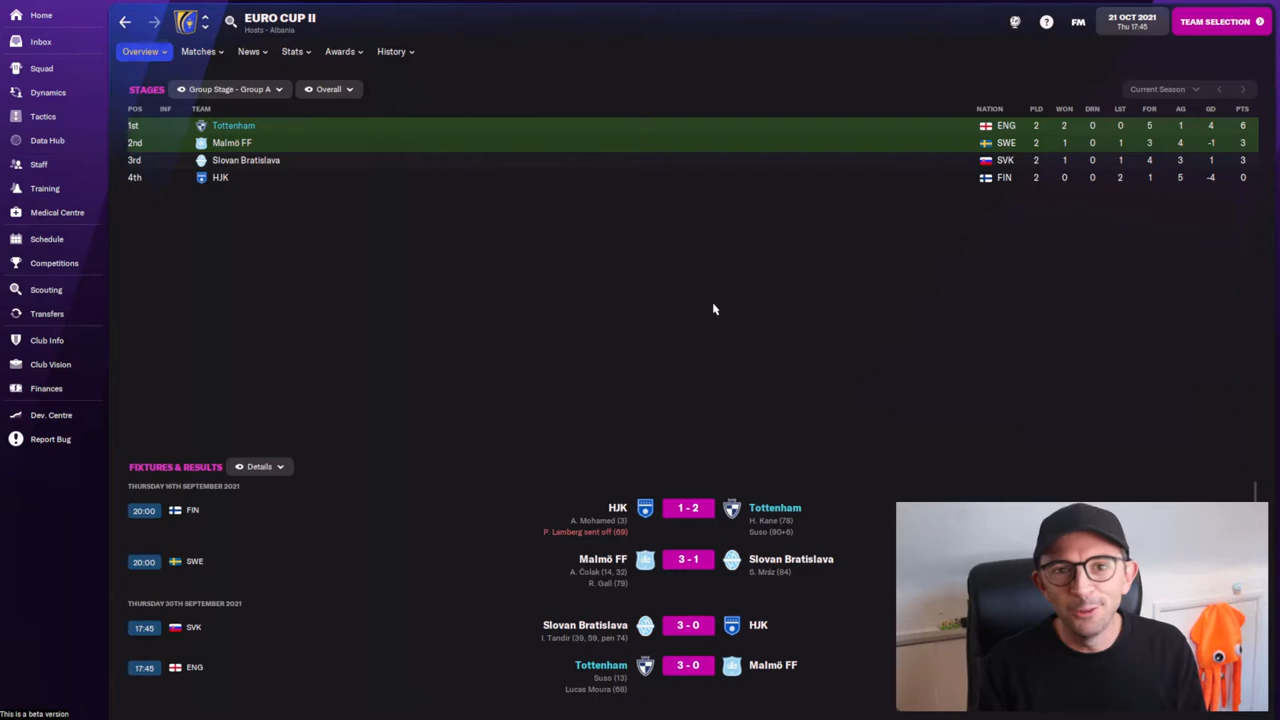 Home
Inbox
Squad
Dynamics
Tactics
Data Hub
Staff
Training
Medical Centre
Schedule
Competitions
Scouting
Transfers
Club Info
Club Vision
Finances
Dev. Centre
Report Bug
This is a beta version
EURO CUP II
Hosts - Albania
FM
21 OCT 2021
Thu 17:45
TEAM SELECTION
Overview
Matches
News
Stats
Awards
History
STAGES Group Stage - Group A Overall Current Season
POS INF TEAM NATION PLD WON DRN LST FOR AG GD PTS
1st Tottenham ENG 2 2 0 0 5 1 4 6
2nd Malmö FF SWE 2 1 0 1 3 4 -1 3
3rd Slovan Bratislava SVK 2 1 0 1 4 3 1 3
4th HJK FIN 2 0 0 2 1 5 -4 0
FIXTURES & RESULTS Details
THURSDAY 16TH SEPTEMBER 2021
20:00 FIN HJK 1 - 2 Tottenham
A. Mohamed (3) H. Kane (78)
P. Lamberg sent off (69) Suso (90+6)
20:00 SWE Malmö FF 3 - 1 Slovan Bratislava
A. Čolak (14, 32) S. Mráz (84)
R. Gall (79)
THURSDAY 30TH SEPTEMBER 2021
17:45 SVK Slovan Bratislava 3 - 0 HJK
I. Tandir (39, 59, pen 74)
17:45 ENG Tottenham 3 - 0 Malmö FF
Suso (13)
Lucas Moura (68)